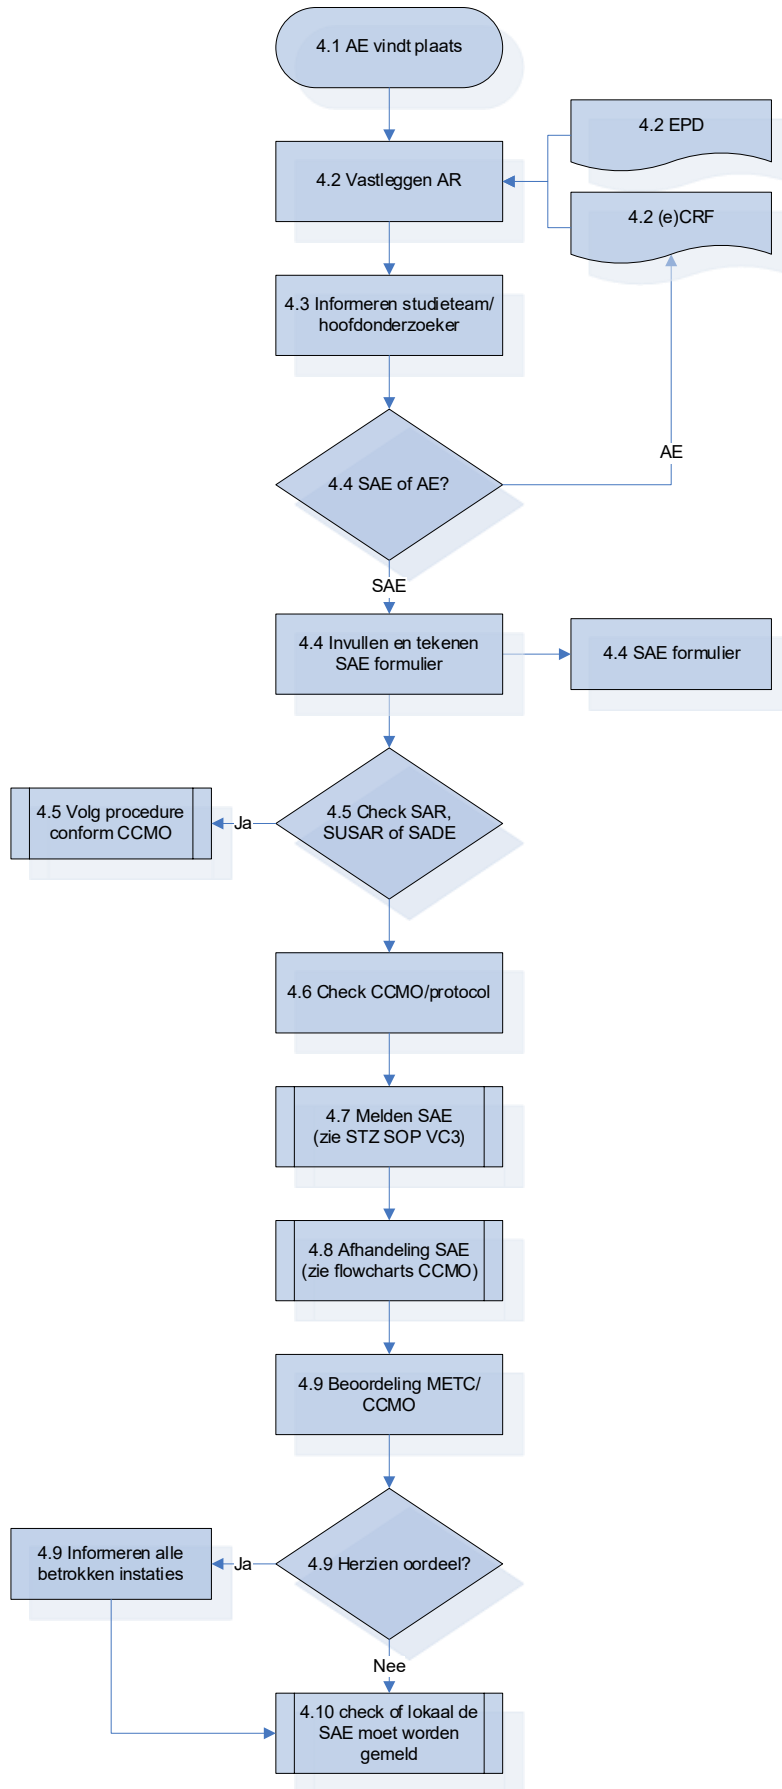 4.1 AE vindt plaats
4.2 EPD
4.2 Vastleggen AR
4.2 (e)CRF
4.3 Informeren studieteam/
hoofdonderzoeker
AE
4.4 SAE of AE?
SAE
4.4 Invullen en tekenen
SAE formulier
4.4 SAE formulier
4.5 Volg procedure
conform CCMO
Ja
4.5 Check SAR,
SUSAR of SADE
4.6 Check CCMO/protocol
4.7 Melden SAE
(zie STZ SOP VC3)
4.8 Afhandeling SAE
(zie flowcharts CCMO)
4.9 Beoordeling METC/
CCMO
4.9 Informeren alle
betrokken instaties
Ja
4.9 Herzien oordeel?
Nee
4.10 check of lokaal de
SAE moet worden
gemeld